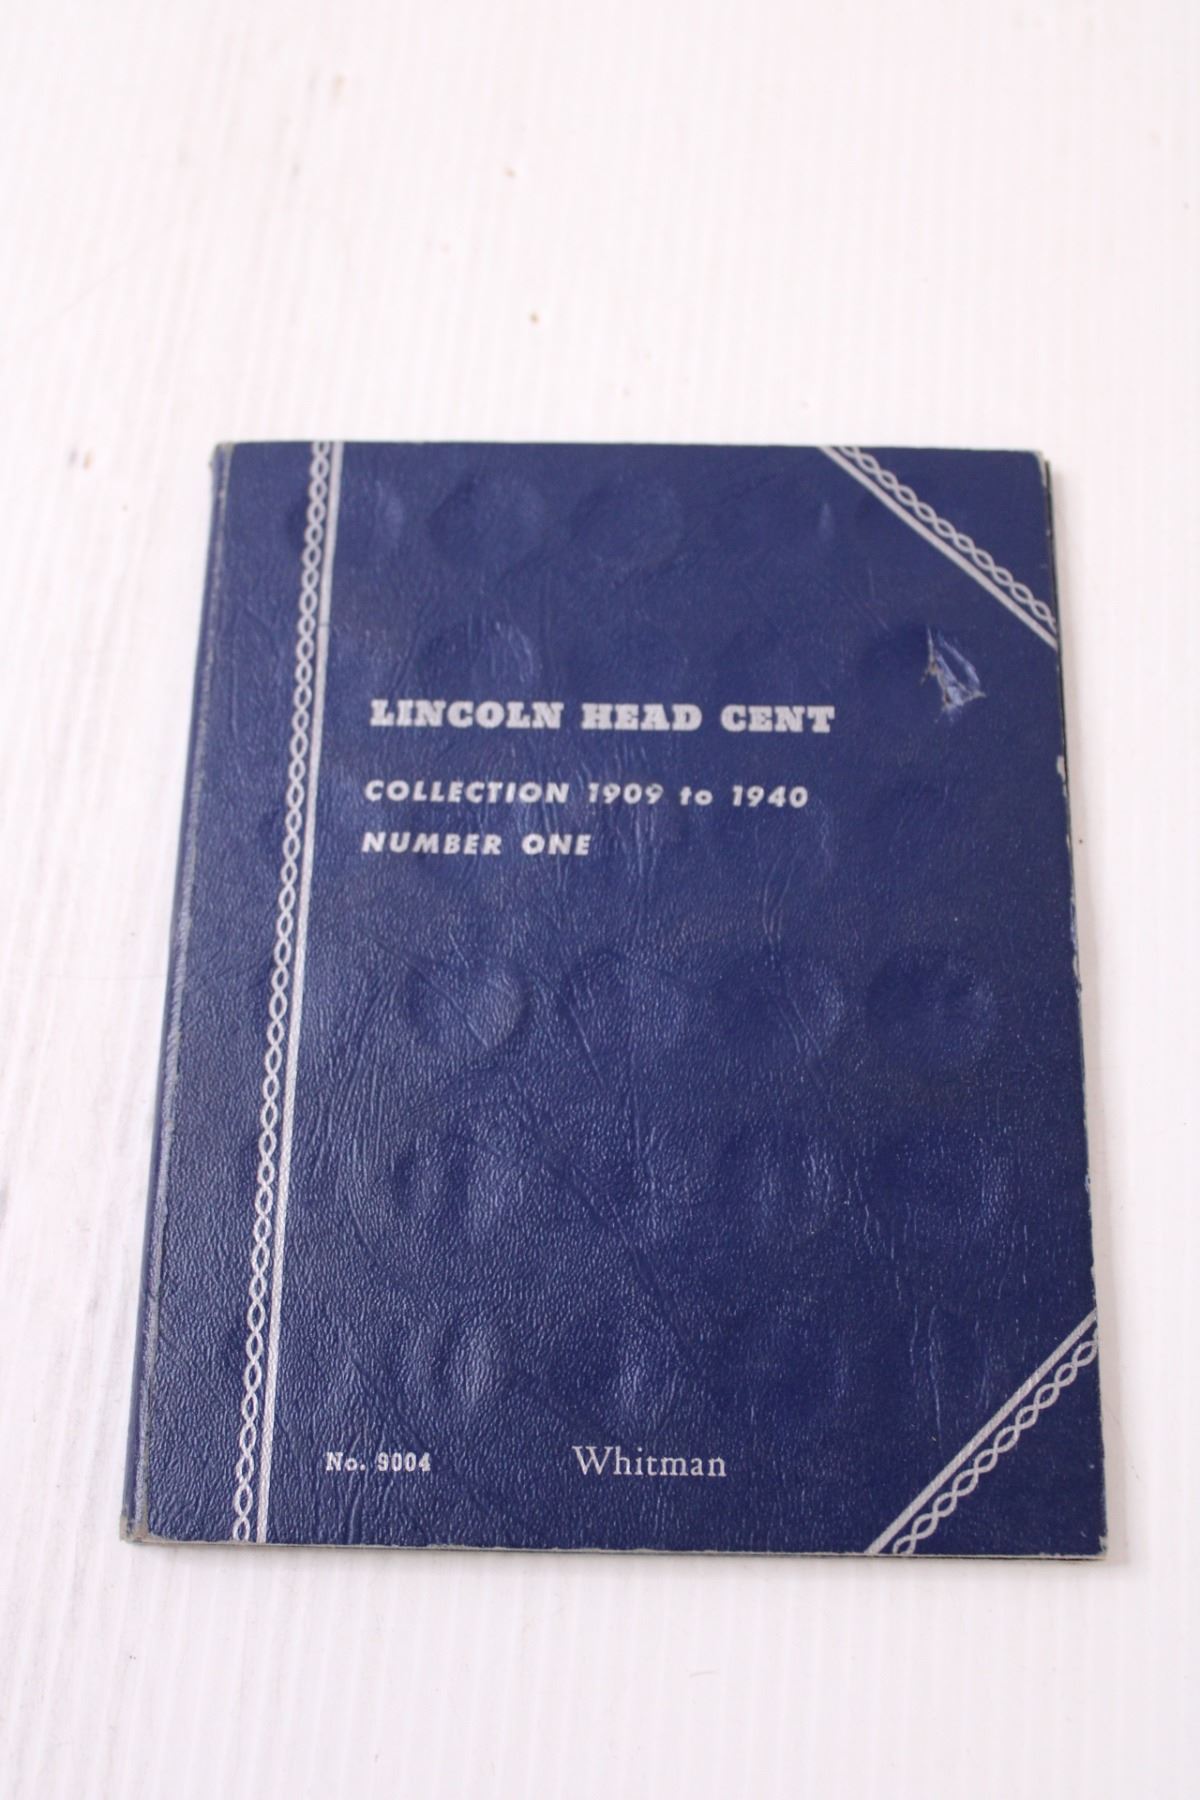 LINCOLN HEAD CENT
COLLECTION 1909 to 1940
NUMBER ONE
No. 9004
Whitman